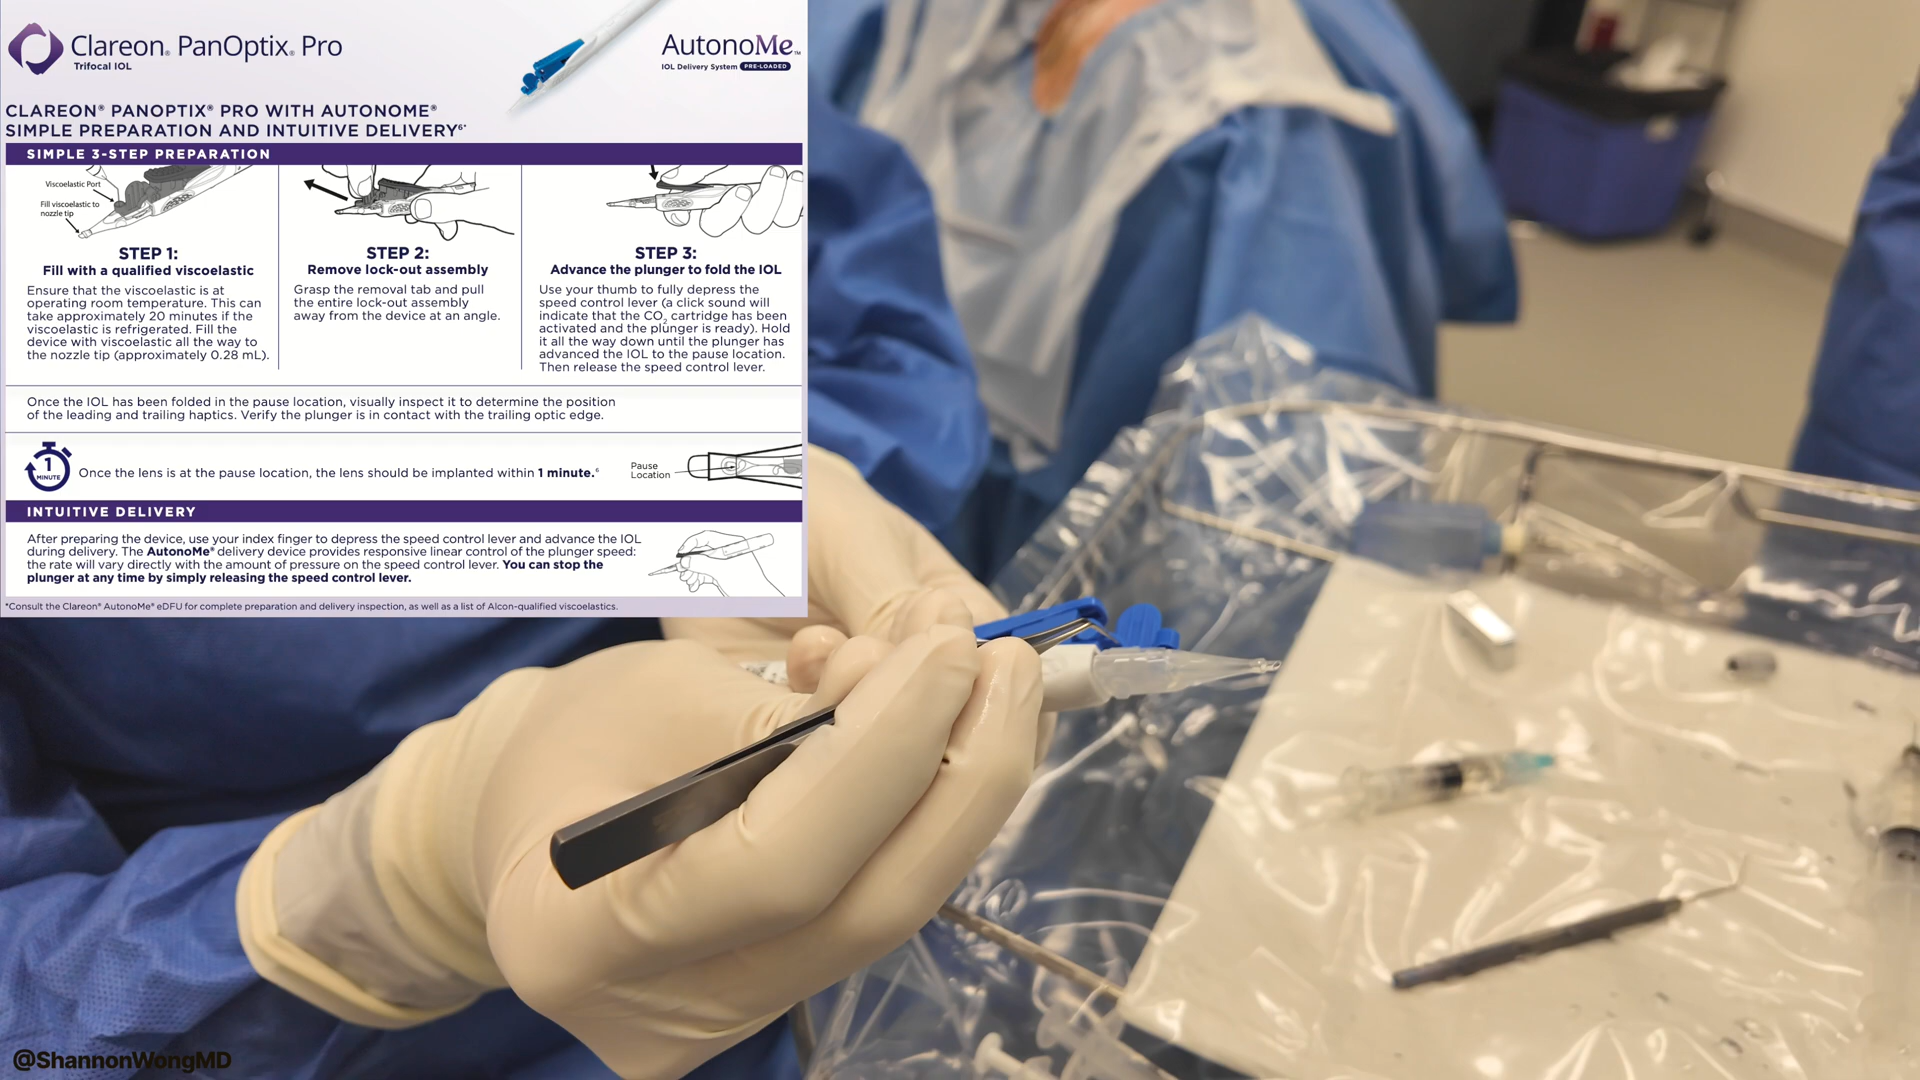 Clareon® PanOptix® Pro
Trifocal IOL
AutonoMe™
IOL Delivery System PRE-LOADED
CLAREON® PANOPTIX® PRO WITH AUTONOME®
SIMPLE PREPARATION AND INTUITIVE DELIVERY⁶*
SIMPLE 3-STEP PREPARATION
Viscoelastic Port
Fill viscoelastic to
nozzle tip
STEP 1:
Fill with a qualified viscoelastic
Ensure that the viscoelastic is at
operating room temperature. This can
take approximately 20 minutes if the
viscoelastic is refrigerated. Fill the
device with viscoelastic all the way to
the nozzle tip (approximately 0.28 mL).
STEP 2:
Remove lock-out assembly
Grasp the removal tab and pull
the entire lock-out assembly
away from the device at an angle.
STEP 3:
Advance the plunger to fold the IOL
Use your thumb to fully depress the
speed control lever (a click sound will
indicate that the CO₂ cartridge has been
activated and the plunger is ready). Hold
it all the way down until the plunger has
advanced the IOL to the pause location.
Then release the speed control lever.
Once the IOL has been folded in the pause location, visually inspect it to determine the position
of the leading and trailing haptics. Verify the plunger is in contact with the trailing optic edge.
1
MINUTE
Once the lens is at the pause location, the lens should be implanted within 1 minute.⁶
Pause
Location
INTUITIVE DELIVERY
After preparing the device, use your index finger to depress the speed control lever and advance the IOL
during delivery. The AutonoMe® delivery device provides responsive linear control of the plunger speed:
the rate will vary directly with the amount of pressure on the speed control lever. You can stop the
plunger at any time by simply releasing the speed control lever.
*Consult the Clareon® AutonoMe® eDFU for complete preparation and delivery inspection, as well as a list of Alcon-qualified viscoelastics.
@ShannonWongMD